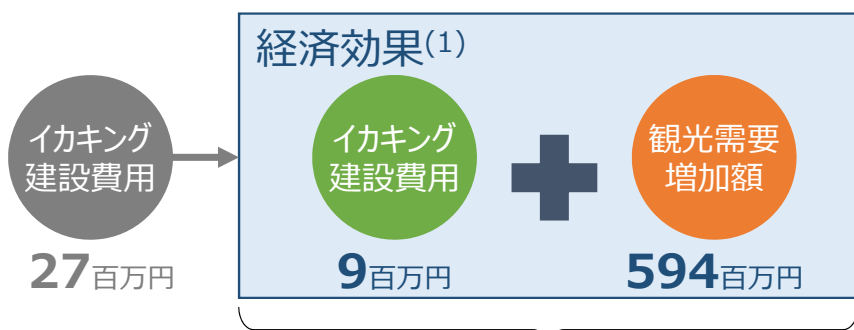 経済効果(1)
イカキング
建設費用
27百万円
イカキング
建設費用
9百万円
観光需要
増加額
594百万円